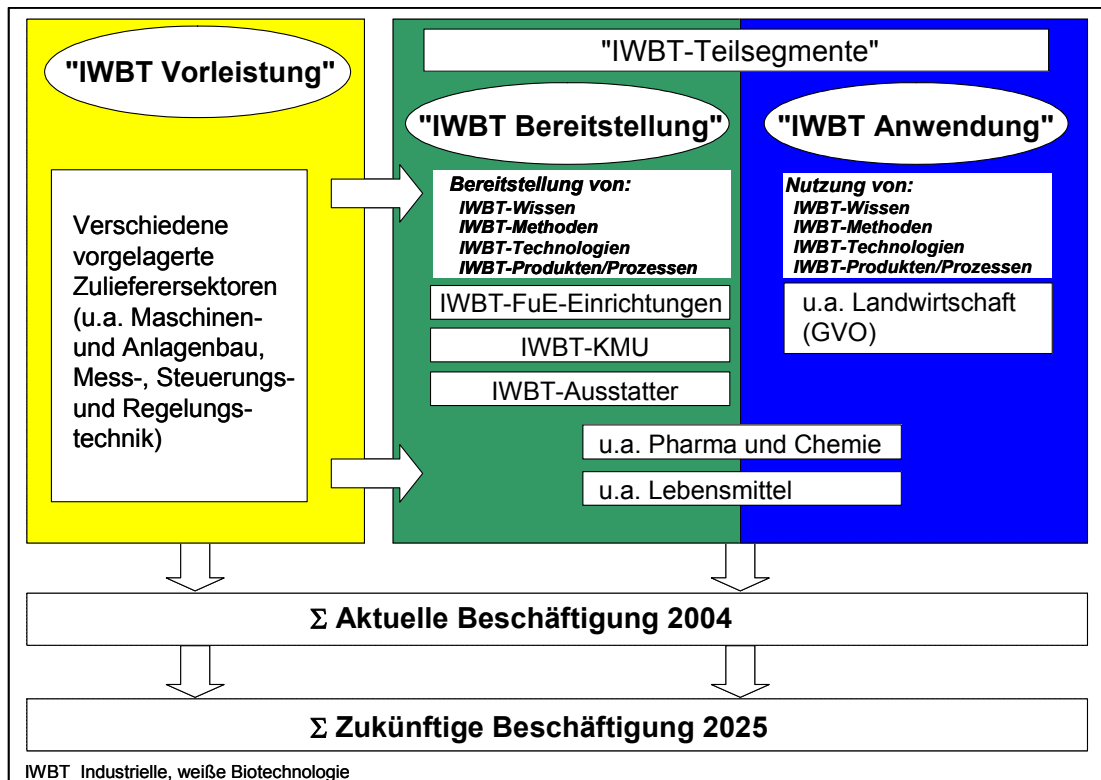 "IWBT Vorleistung"
"IWBT-Teilsegmente"
"IWBT Bereitstellung"
"IWBT Anwendung"
Verschiedene
vorgelagerte
Zulieferersektoren
(u.a. Maschinen-
und Anlagenbau,
Mess-, Steuerungs-
und Regelungs-
technik)
Bereitstellung von:
IWBT-Wissen
IWBT-Methoden
IWBT-Technologien
IWBT-Produkten/Prozessen
IWBT-FuE-Einrichtungen
IWBT-KMU
IWBT-Ausstatter
Nutzung von:
IWBT-Wissen
IWBT-Methoden
IWBT-Technologien
IWBT-Produkten/Prozessen
u.a. Landwirtschaft
(GVO)
u.a. Pharma und Chemie
u.a. Lebensmittel
Σ Aktuelle Beschäftigung 2004
Σ Zukünftige Beschäftigung 2025
IWBT Industrielle, weiße Biotechnologie